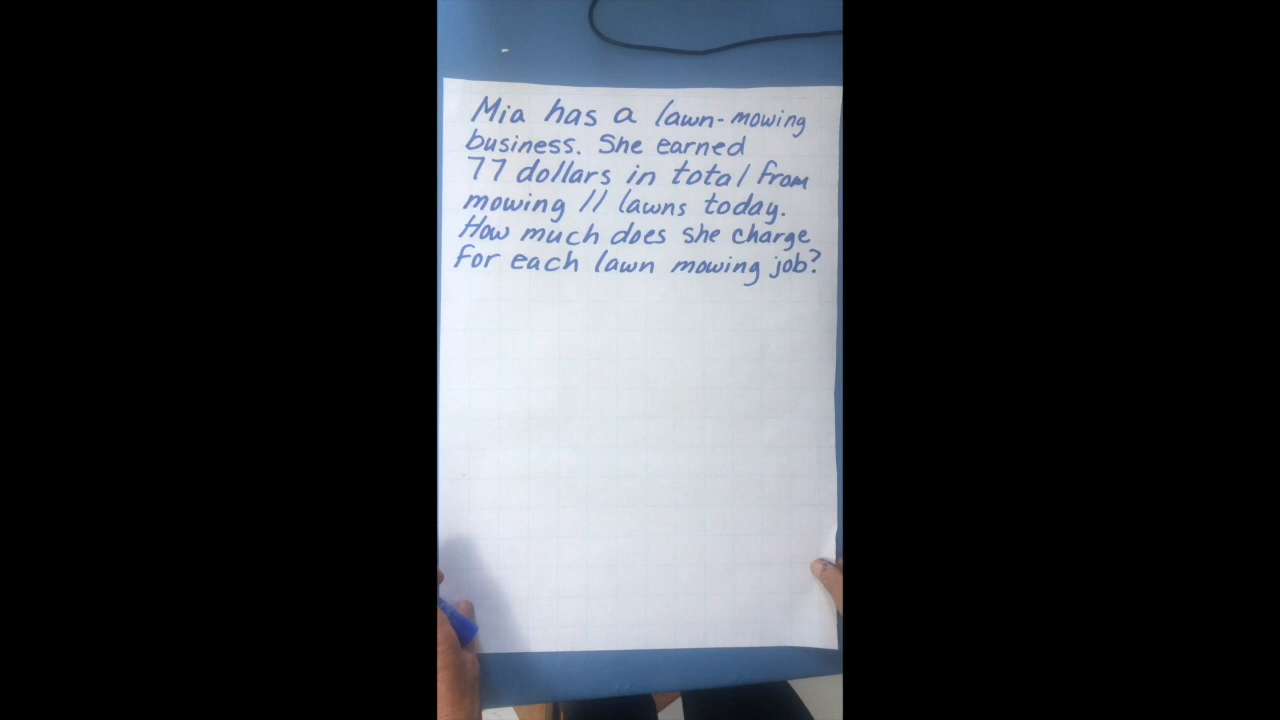 Mia has a lawn-mowing
business. She earned
77 dollars in total from
mowing 11 lawns today.
How much does she charge
for each lawn mowing job?